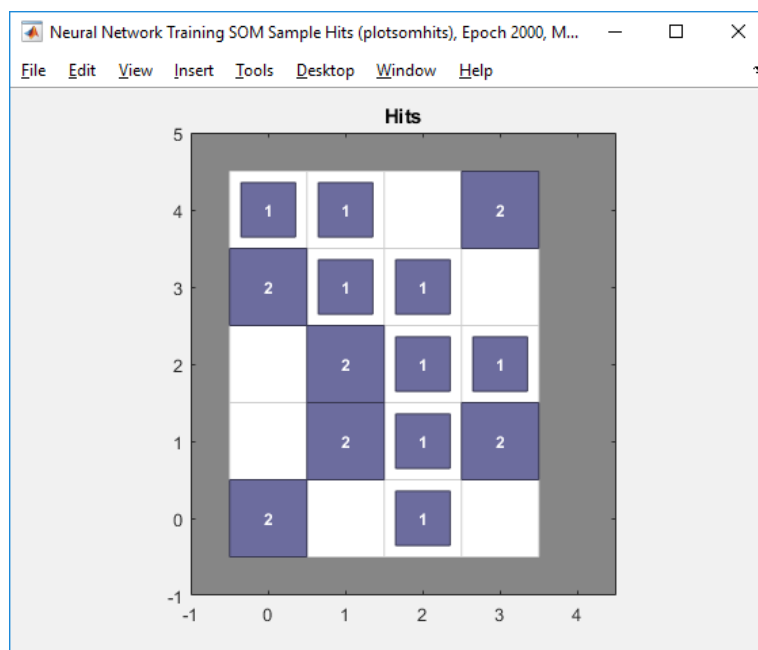 Neural Network Training SOM Sample Hits (plotsomhits), Epoch 2000, M...
File Edit View Insert Tools Desktop Window Help
Hits
5
4 1 1 2
3 2 1 1
2 2 1 1
1 2 1 2
0 2 1
-1
-1 0 1 2 3 4